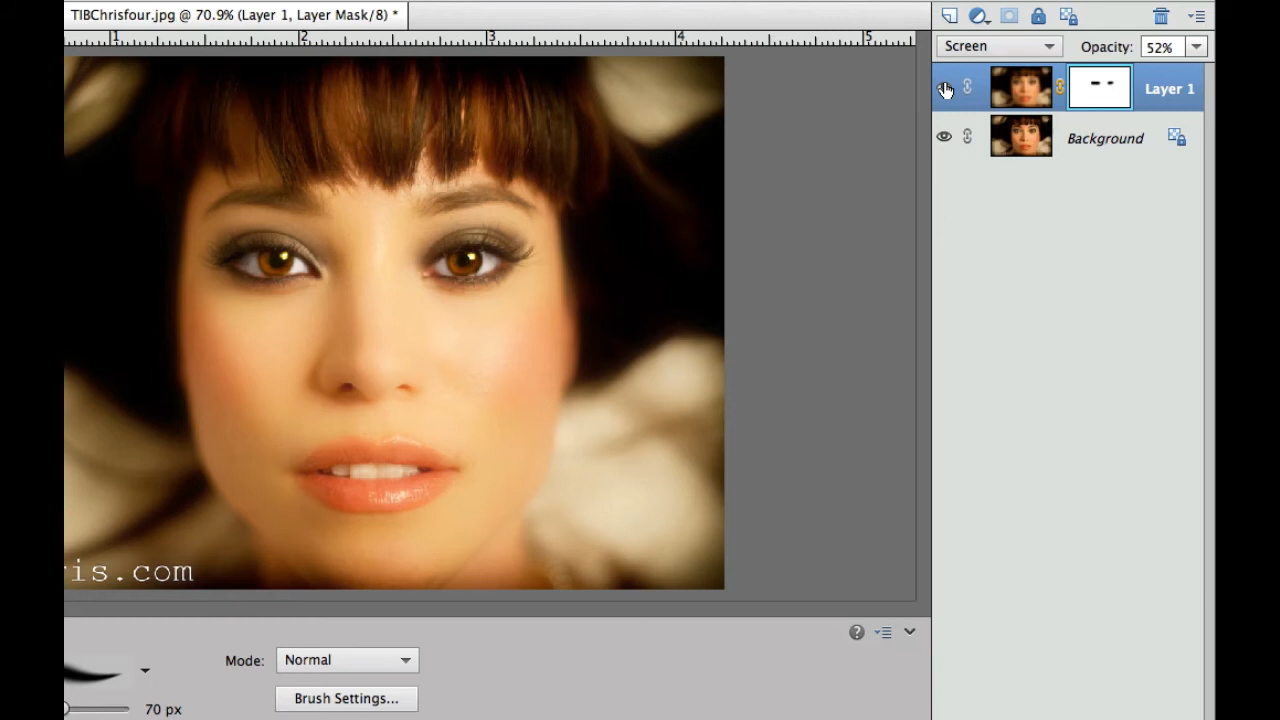 TIBChrisfour.jpg @ 70.9% (Layer 1, Layer Mask/8) *
1 2 3 4 5
Screen Opacity: 52%
Layer 1
Background
is.com
Mode: Normal
Brush Settings...
70 px